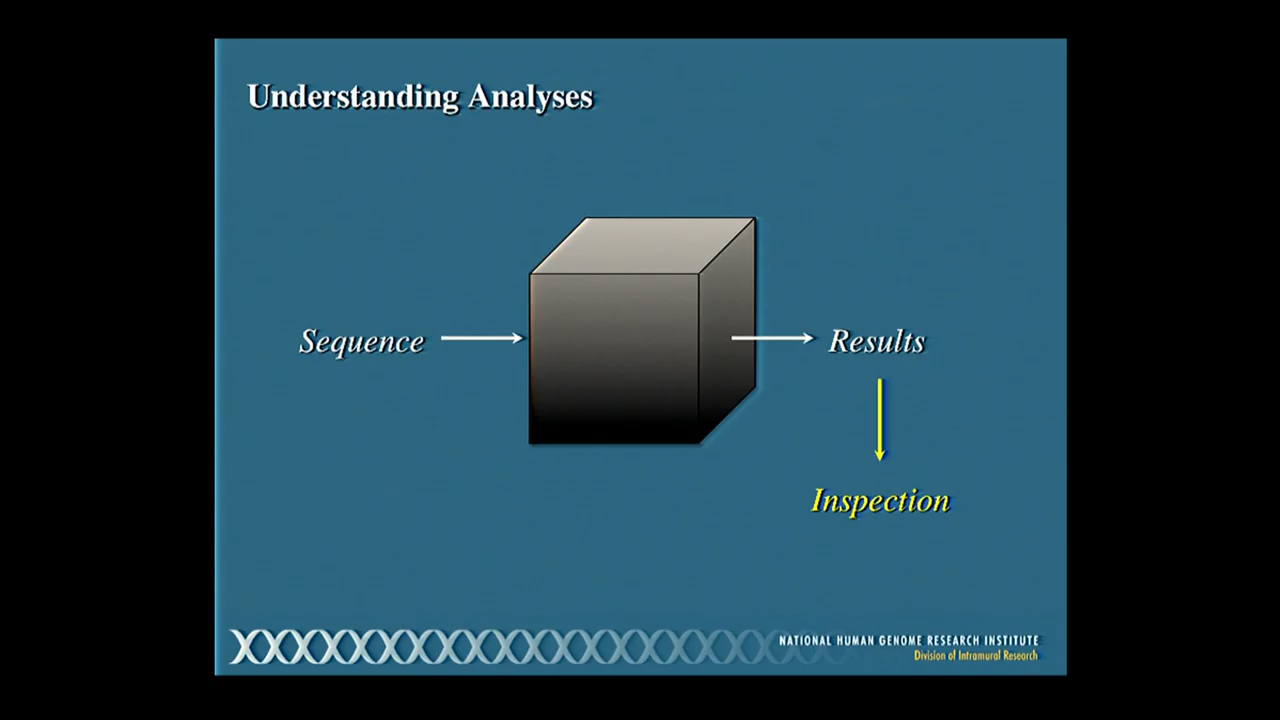 Understanding Analyses
Sequence
Results
Inspection
NATIONAL HUMAN GENOME RESEARCH INSTITUTE
Division of Intramural Research